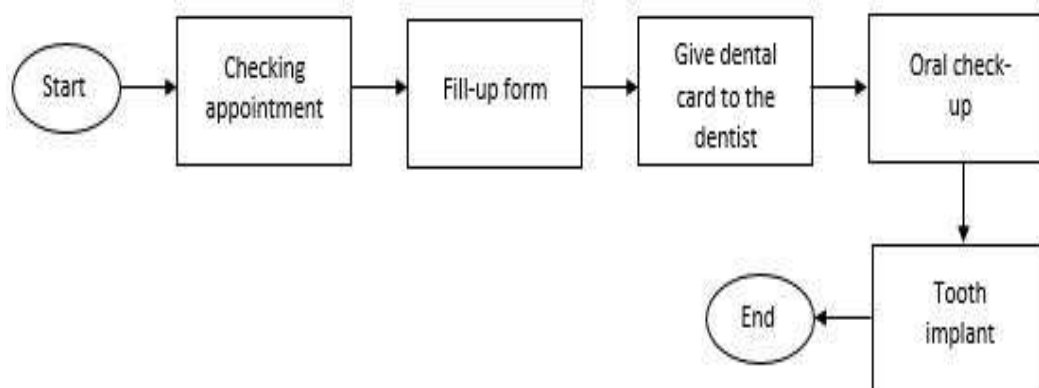 Start
Checking
appointment
Fill-up form
Give dental
card to the
dentist
Oral check-
up
Tooth
implant
End